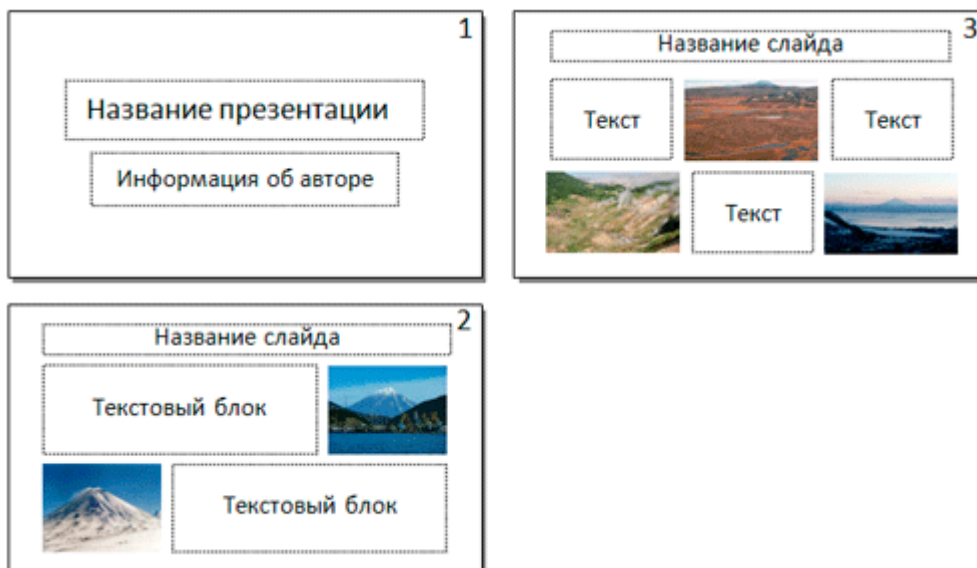 1
Название презентации
Информация об авторе
2
Название слайда
Текстовый блок
Текстовый блок
3
Название слайда
Текст
Текст
Текст